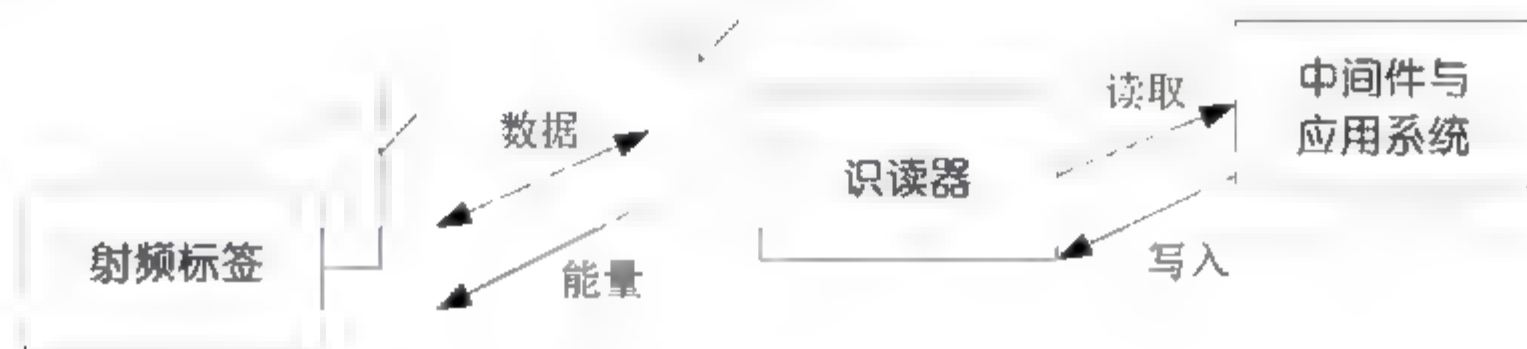 读取
中间件与
应用系统
数据
识读器
射频标签
能量
写入